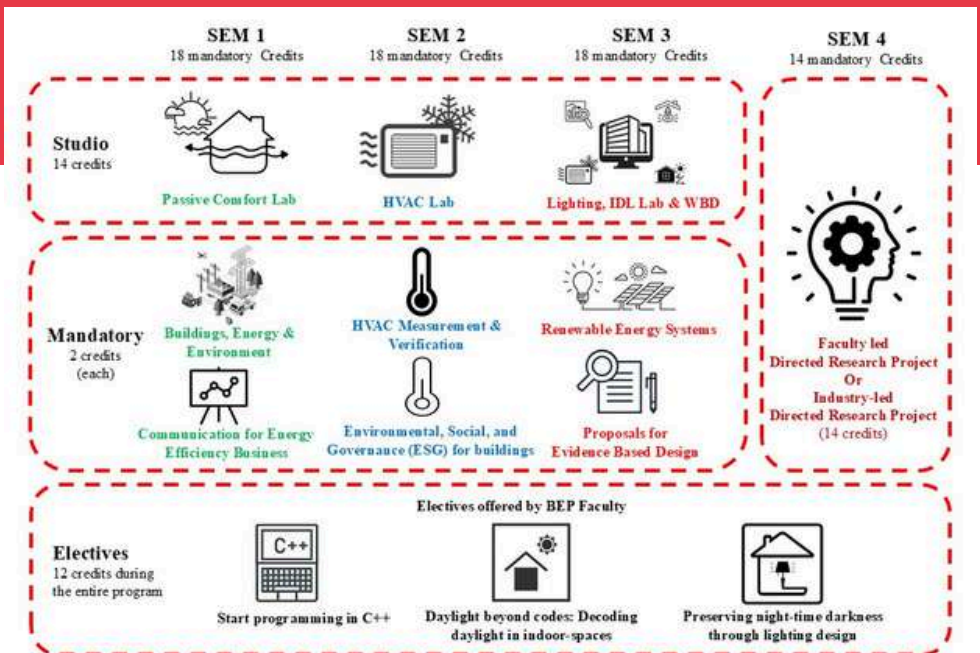 SEM 1
18 mandatory Credits
SEM 2
18 mandatory Credits
SEM 3
18 mandatory Credits
SEM 4
14 mandatory Credits
Studio
14 credits
Passive Comfort Lab
HVAC Lab
Lighting, IDL Lab & WBD
Mandatory
2 credits
(each)
Buildings, Energy &
Environment
HVAC Measurement &
Verification
Renewable Energy Systems
Communication for Energy
Efficiency Business
Environmental, Social, and
Governance (ESG) for buildings
Proposals for
Evidence Based Design
Faculty led
Directed Research Project
Or
Industry-led
Directed Research Project
(14 credits)
Electives offered by BEP Faculty
Electives
12 credits during
the entire program
C++
Start programming in C++
Daylight beyond codes: Decoding
daylight in indoor-spaces
Preserving night-time darkness
through lighting design